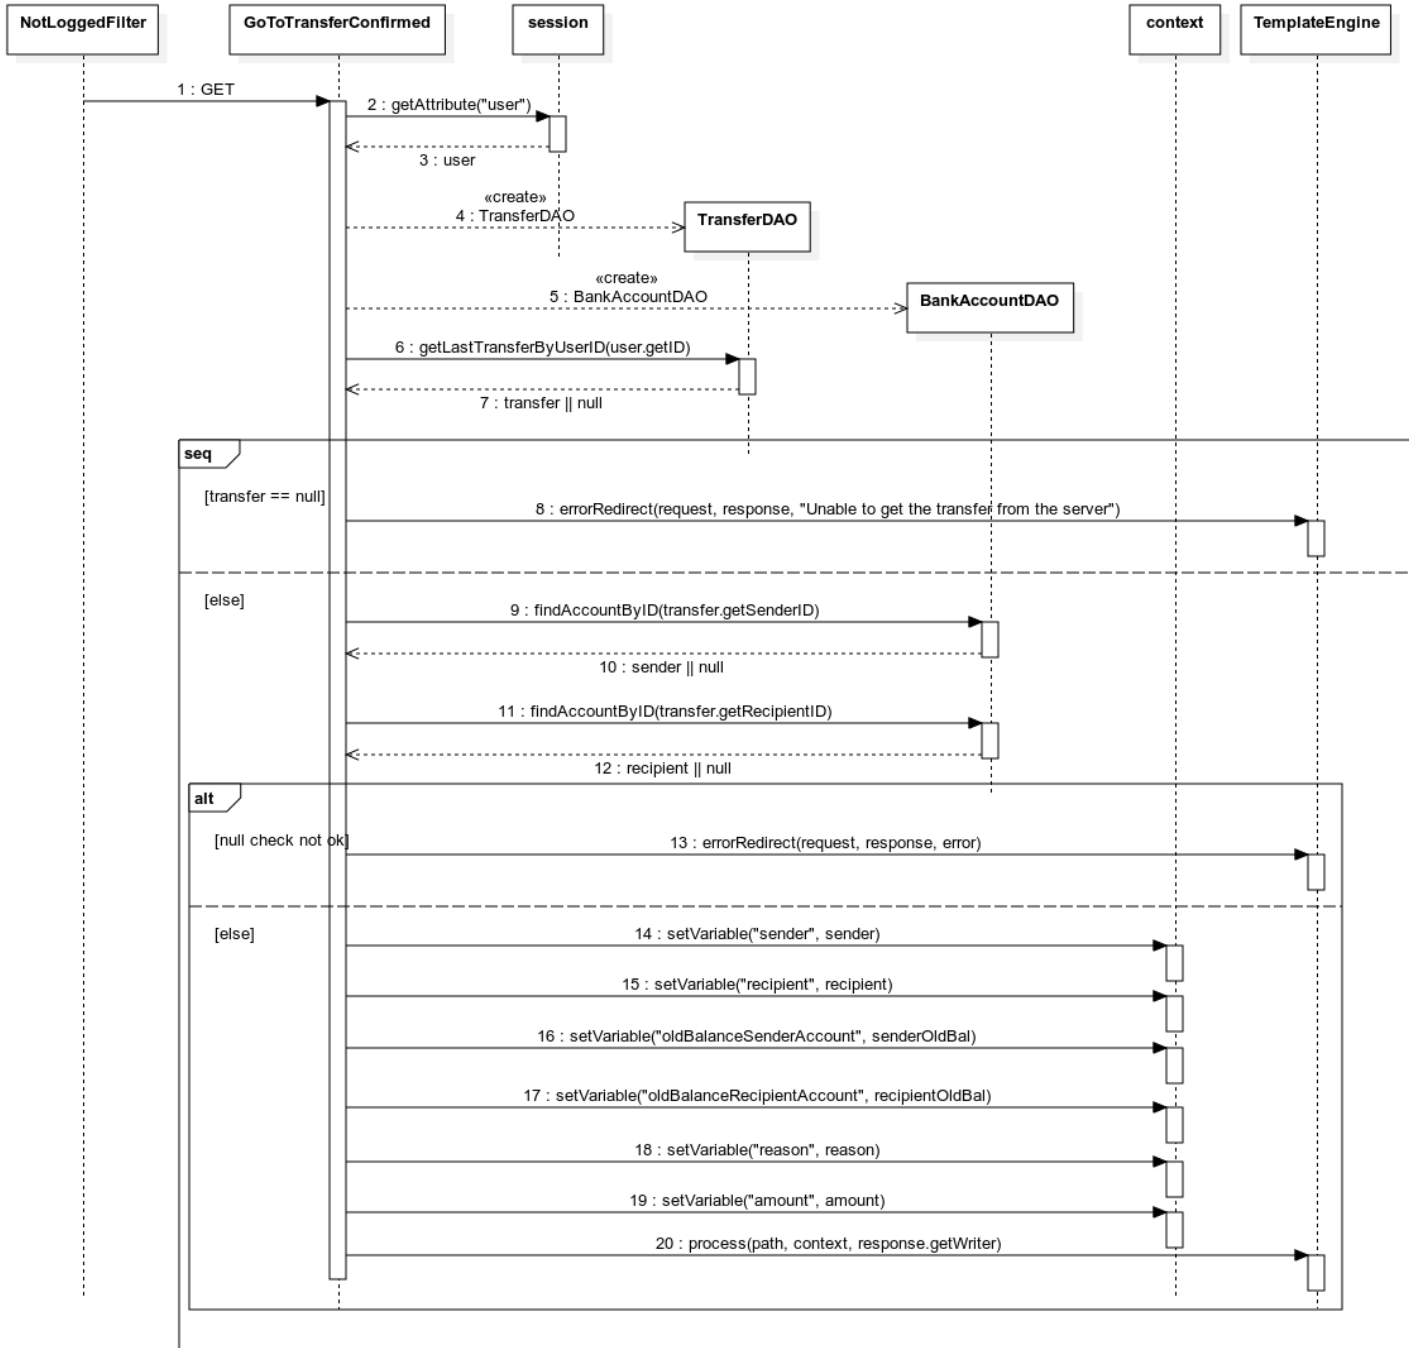 NotLoggedFilter
GoToTransferConfirmed
session
context
TemplateEngine
1 : GET
2 : getAttribute("user")
3 : user
«create»
4 : TransferDAO
TransferDAO
«create»
5 : BankAccountDAO
BankAccountDAO
6 : getLastTransferByUserID(user.getID)
7 : transfer || null
seq
[transfer == null]
8 : errorRedirect(request, response, "Unable to get the transfer from the server")
[else]
9 : findAccountByID(transfer.getSenderID)
10 : sender || null
11 : findAccountByID(transfer.getRecipientID)
12 : recipient || null
alt
[null check not ok]
13 : errorRedirect(request, response, error)
[else]
14 : setVariable("sender", sender)
15 : setVariable("recipient", recipient)
16 : setVariable("oldBalanceSenderAccount", senderOldBal)
17 : setVariable("oldBalanceRecipientAccount", recipientOldBal)
18 : setVariable("reason", reason)
19 : setVariable("amount", amount)
20 : process(path, context, response.getWriter)